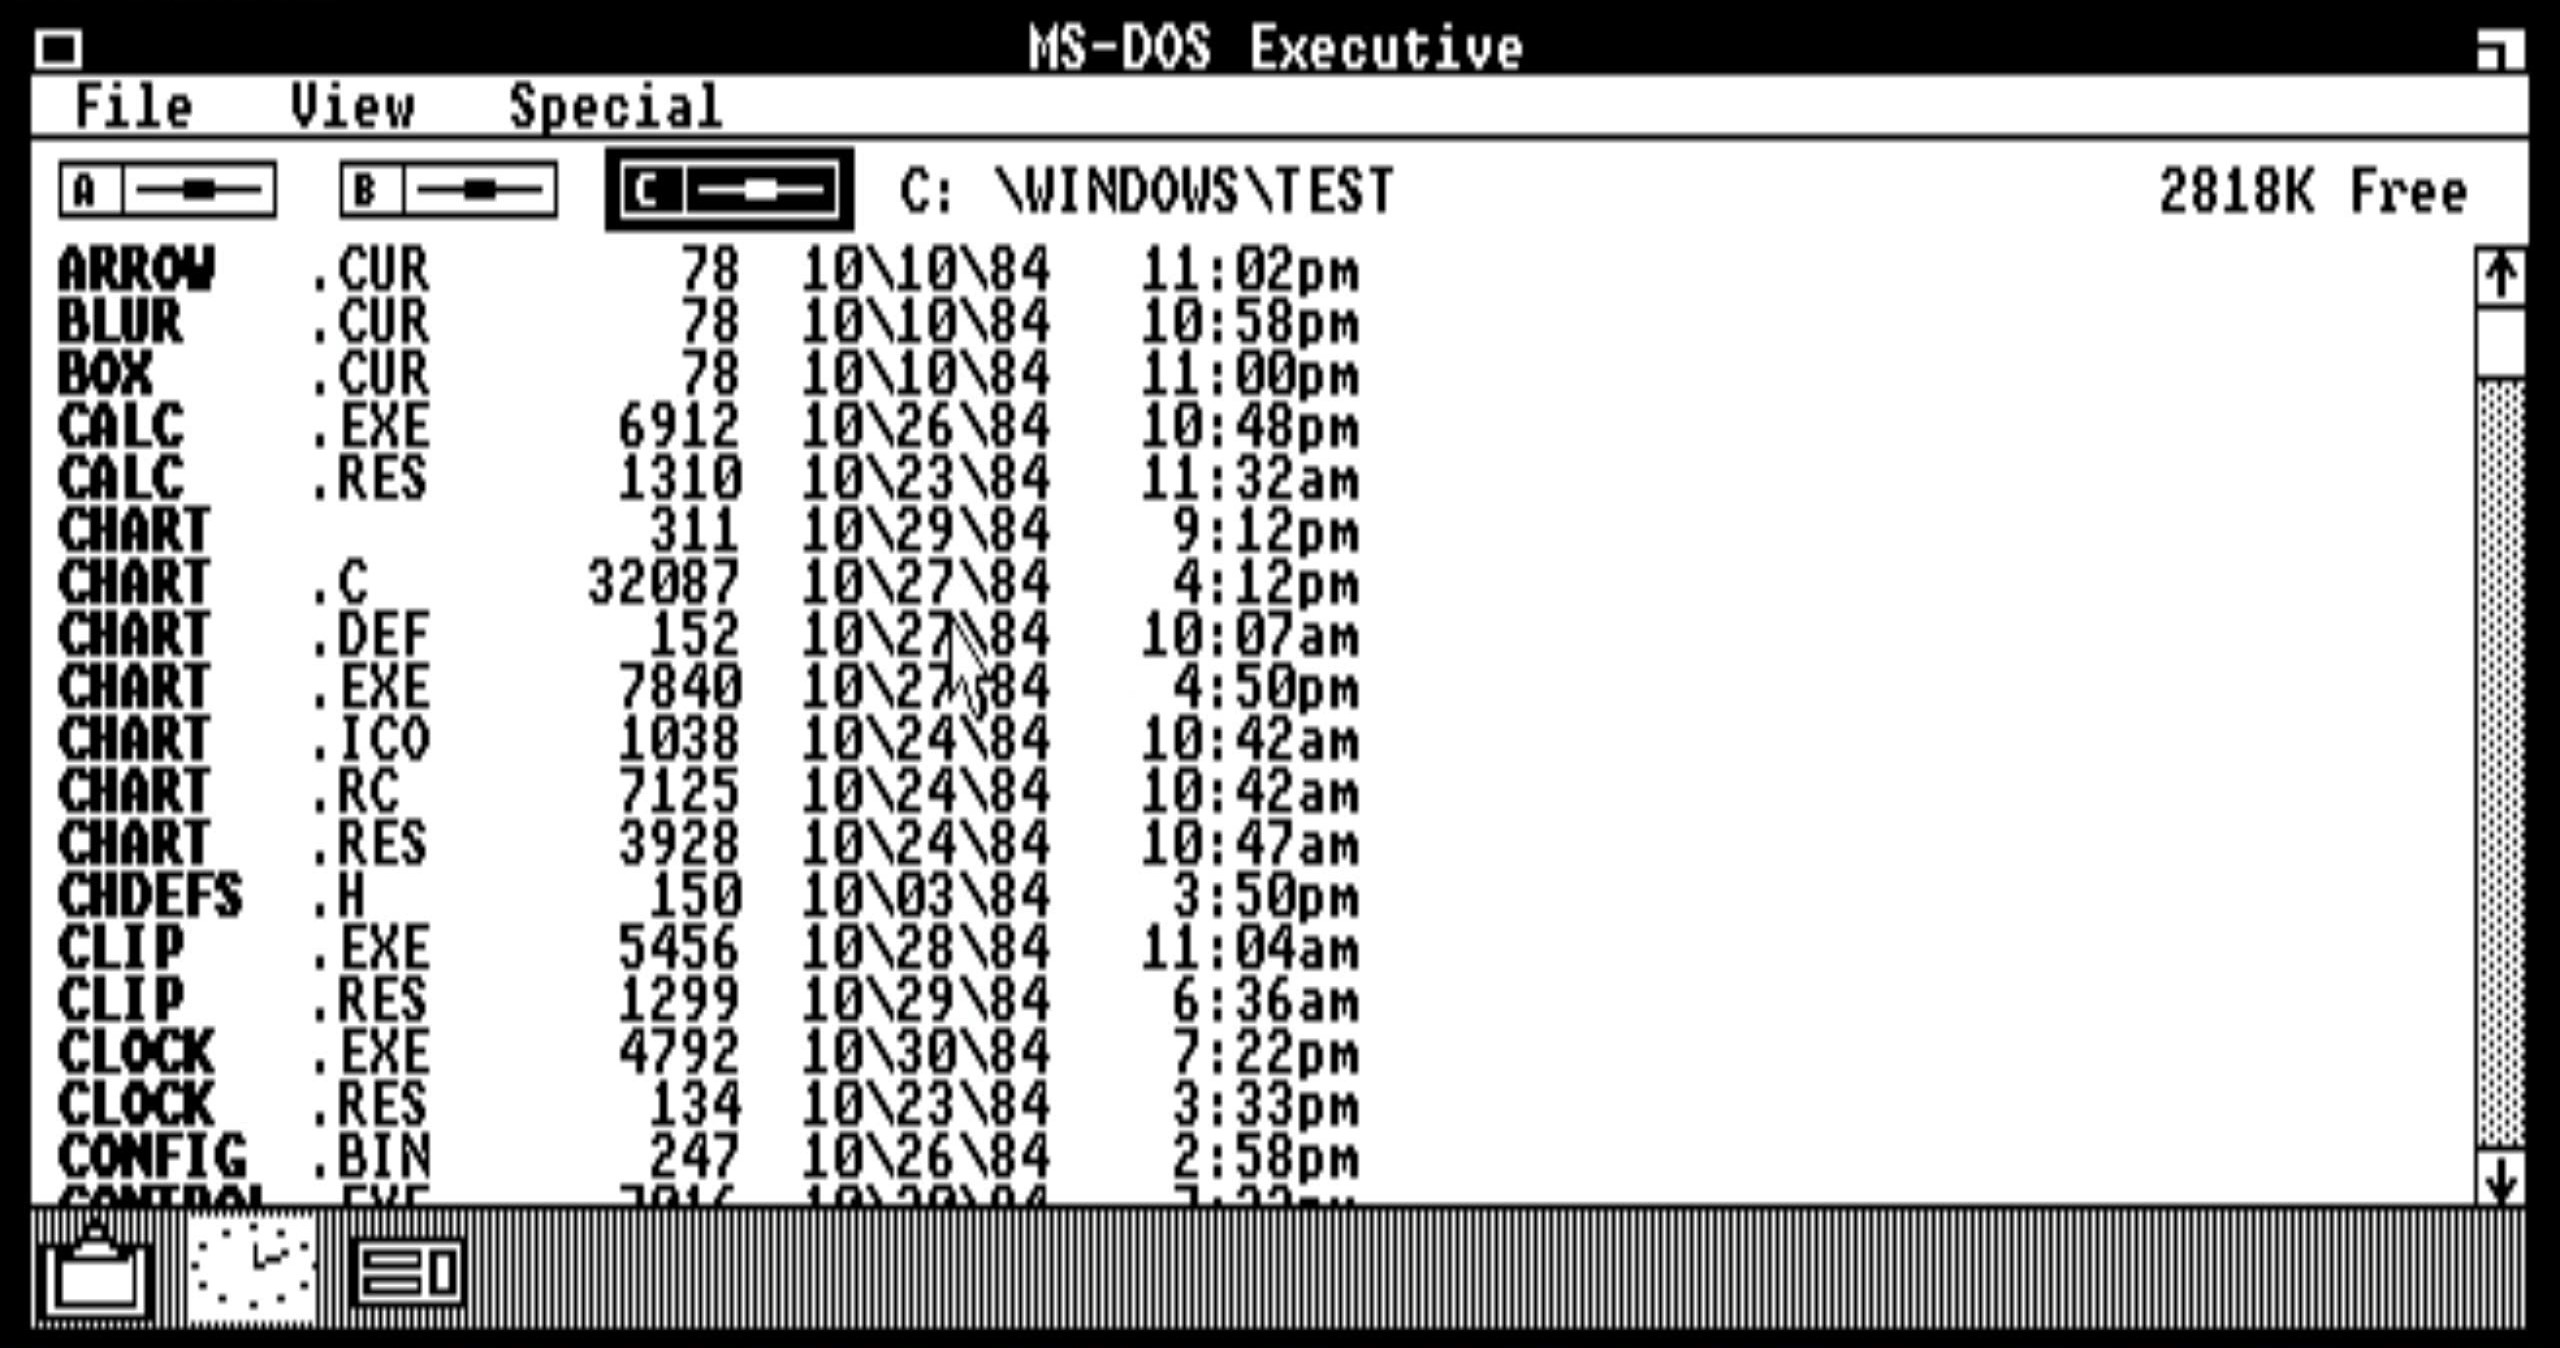 MS-DOS Executive
File View Special
A B C C: \WINDOWS\TEST 2818K Free
ARROW .CUR 78 10\10\84 11:02pm
BLUR .CUR 78 10\10\84 10:58pm
BOX .CUR 78 10\10\84 11:00pm
CALC .EXE 6912 10\26\84 10:48pm
CALC .RES 1310 10\23\84 11:32am
CHART 311 10\29\84 9:12pm
CHART .C 32087 10\27\84 4:12pm
CHART .DEF 152 10\27\84 10:07am
CHART .EXE 7840 10\27\84 4:50pm
CHART .ICO 1038 10\24\84 10:42am
CHART .RC 7125 10\24\84 10:42am
CHART .RES 3928 10\24\84 10:47am
CHDEFS .H 150 10\03\84 3:50pm
CLIP .EXE 5456 10\28\84 11:04am
CLIP .RES 1299 10\29\84 6:36am
CLOCK .EXE 4792 10\30\84 7:22pm
CLOCK .RES 134 10\23\84 3:33pm
CONFIG .BIN 247 10\26\84 2:58pm
CONTROL .EXE